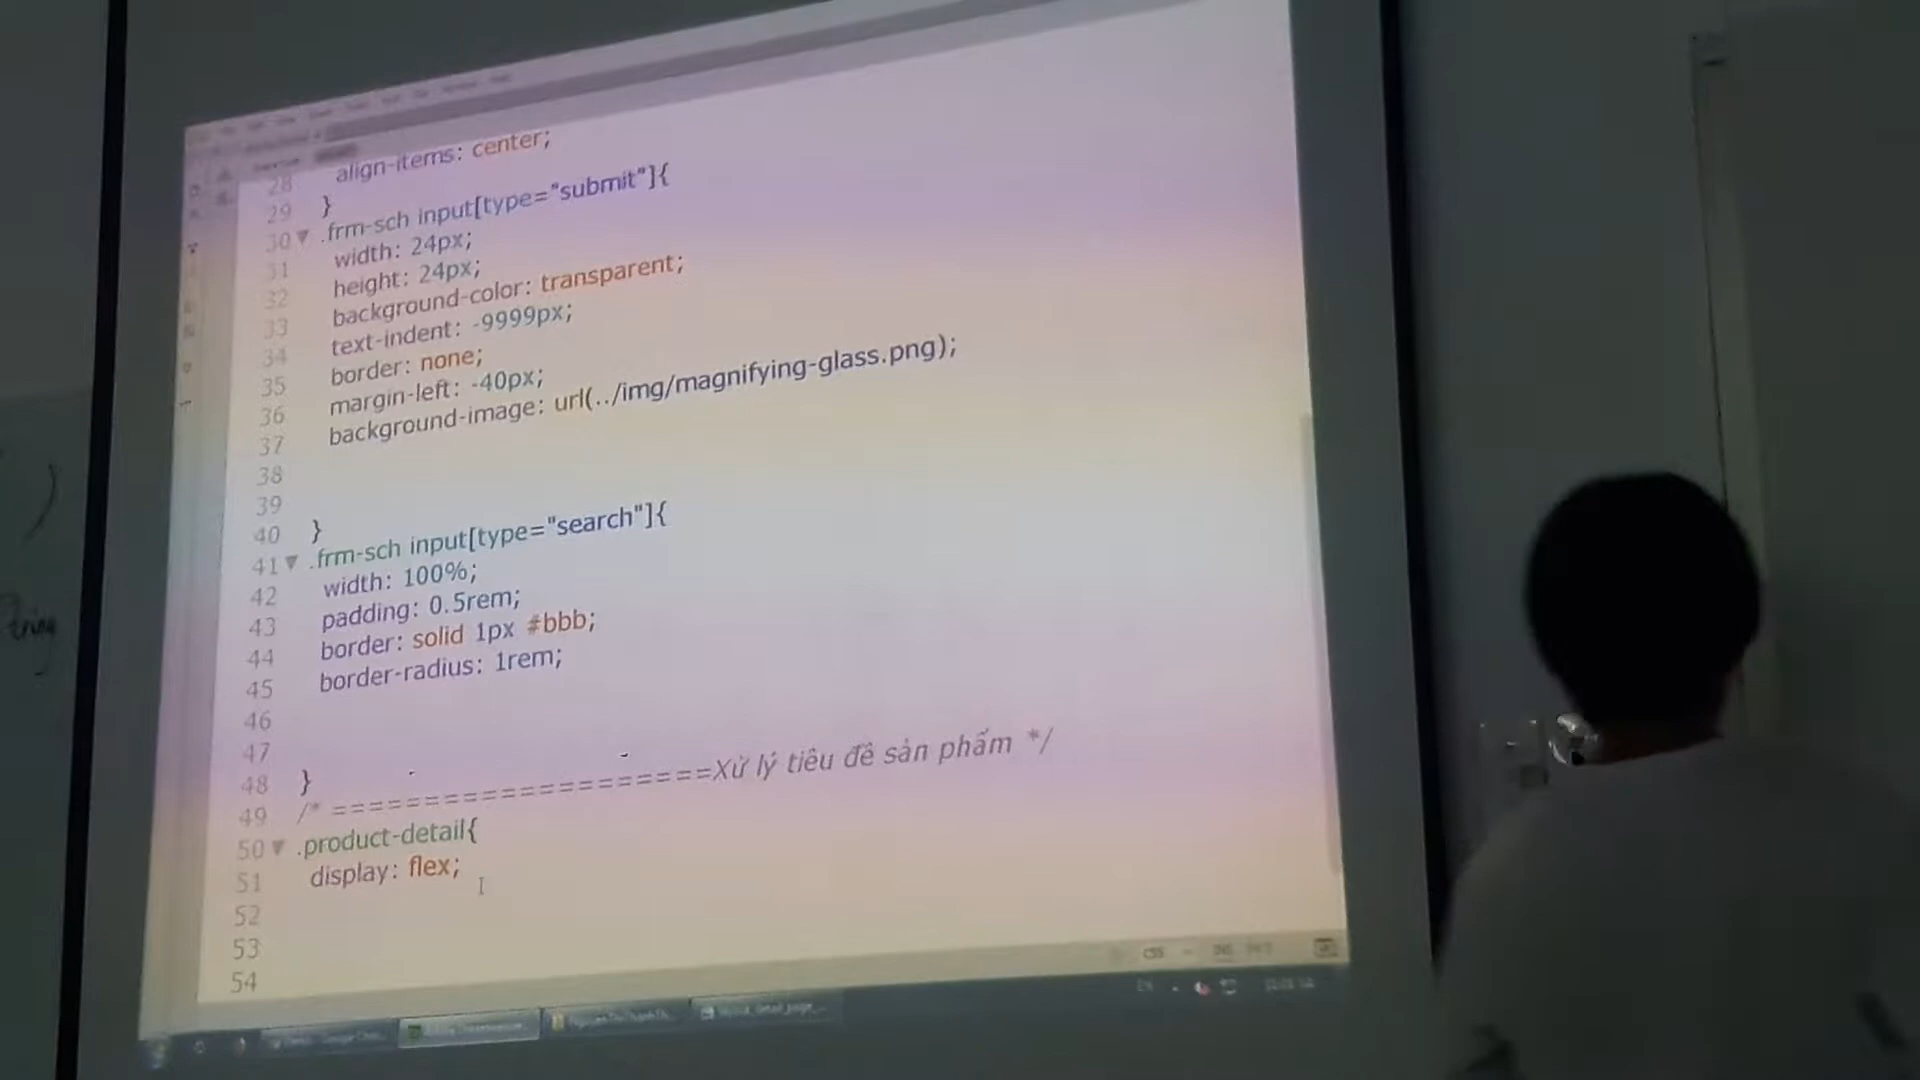 28 align-items: center;
29 }
30 .frm-sch input[type="submit"]{
31 width: 24px;
32 height: 24px;
33 background-color: transparent;
34 text-indent: -9999px;
35 border: none;
36 margin-left: -40px;
37 background-image: url(../img/magnifying-glass.png);
38
39
40 }
41 .frm-sch input[type="search"]{
42 width: 100%;
43 padding: 0.5rem;
44 border: solid 1px #bbb;
45 border-radius: 1rem;
46
47
48 }
49 /* ====================Xử lý tiêu đề sản phẩm */
50 .product-detail{
51 display: flex;
52
53
54
CSS
EN